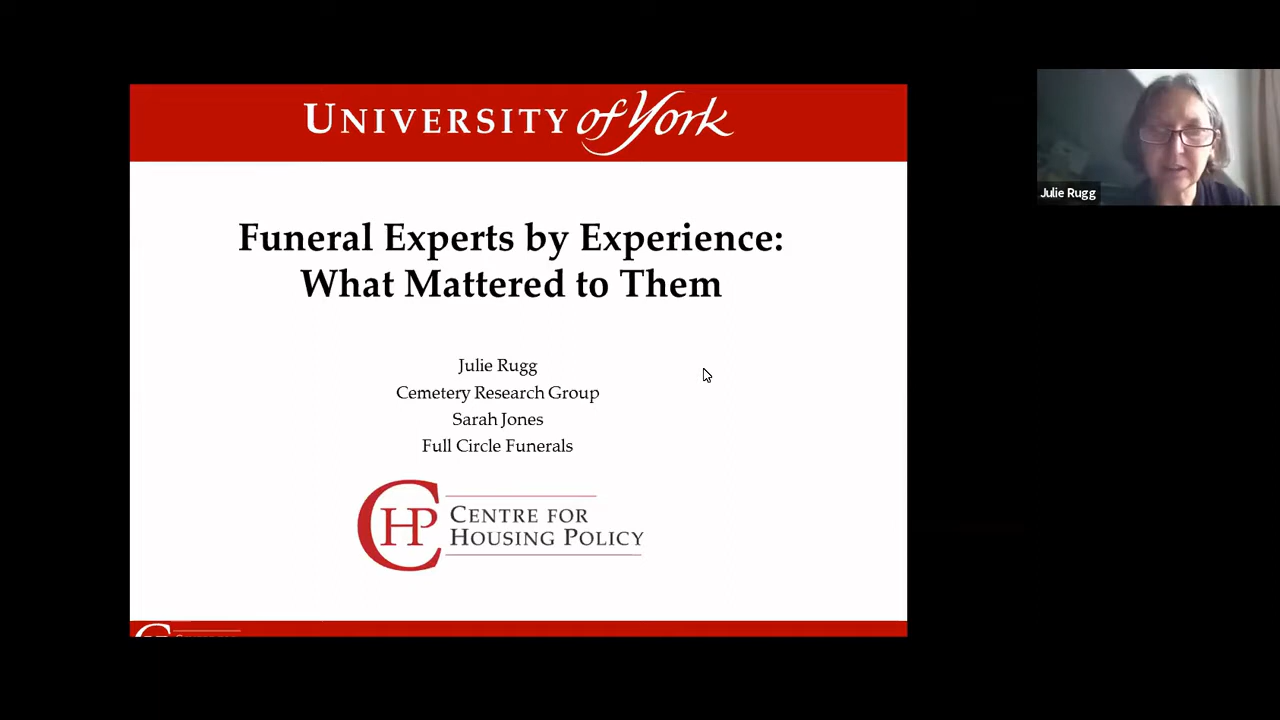 UNIVERSITY of York
Funeral Experts by Experience:
What Mattered to Them
Julie Rugg
Cemetery Research Group
Sarah Jones
Full Circle Funerals
CHP CENTRE FOR
HOUSING POLICY
Julie Rugg